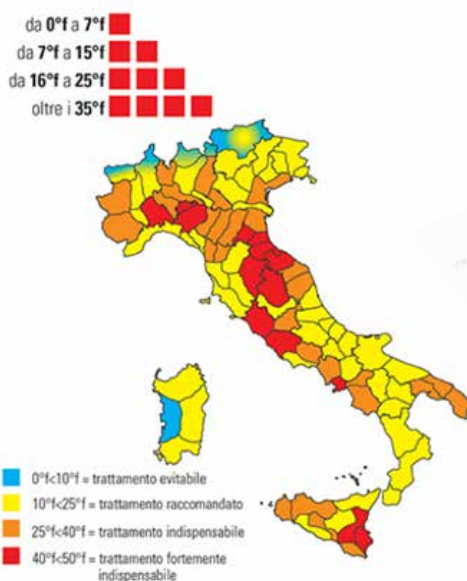 da 0°f a 7°f
da 7°f a 15°f
da 16°f a 25°f
oltre i 35°f
0°f<10°f = trattamento evitabile
10°f<25°f = trattamento raccomandato
25°f<40°f = trattamento indispensabile
40°f<50°f = trattamento fortemente
indispensabile